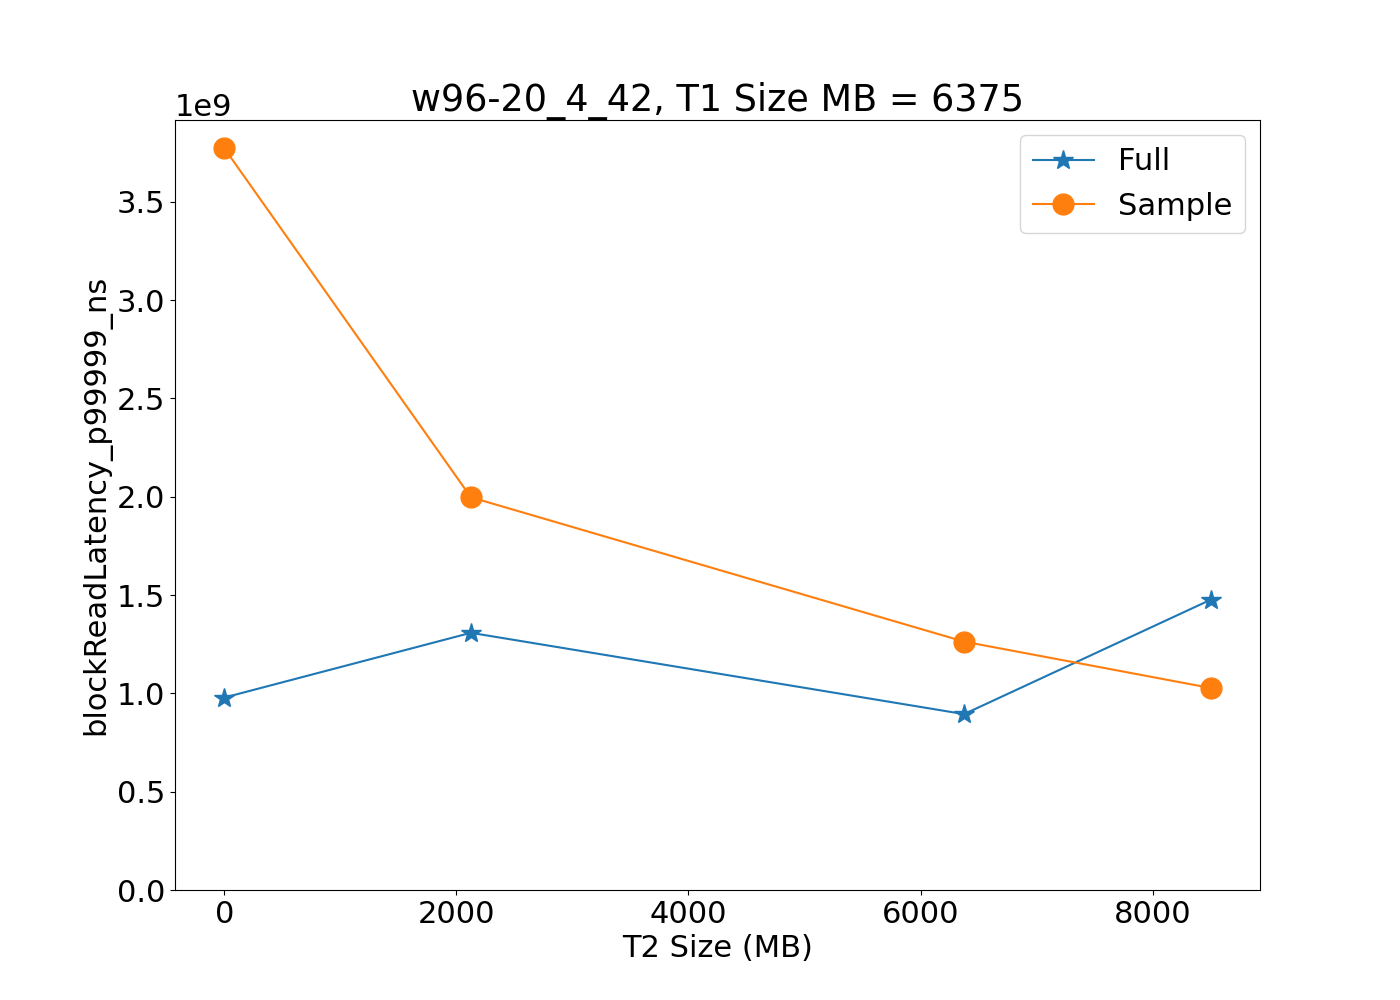 w96-20_4_42, T1 Size MB = 6375
1e9
Full
Sample
3.5
3.0
2.5
2.0
1.5
1.0
0.5
0.0
blockReadLatency_p99999_ns
0 2000 4000 6000 8000
T2 Size (MB)